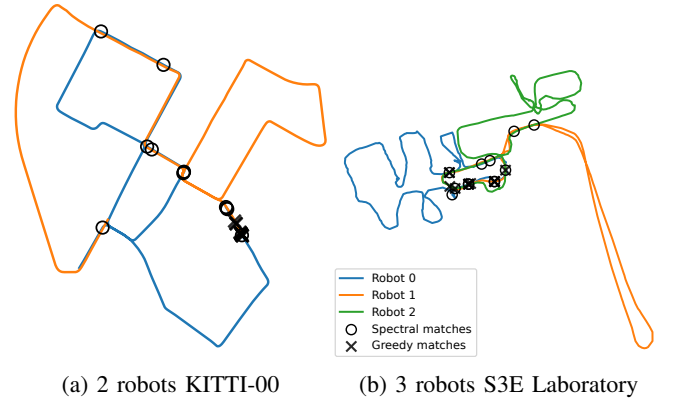 Robot 0
Robot 1
Robot 2
Spectral matches
Greedy matches
(a) 2 robots KITTI-00
(b) 3 robots S3E Laboratory